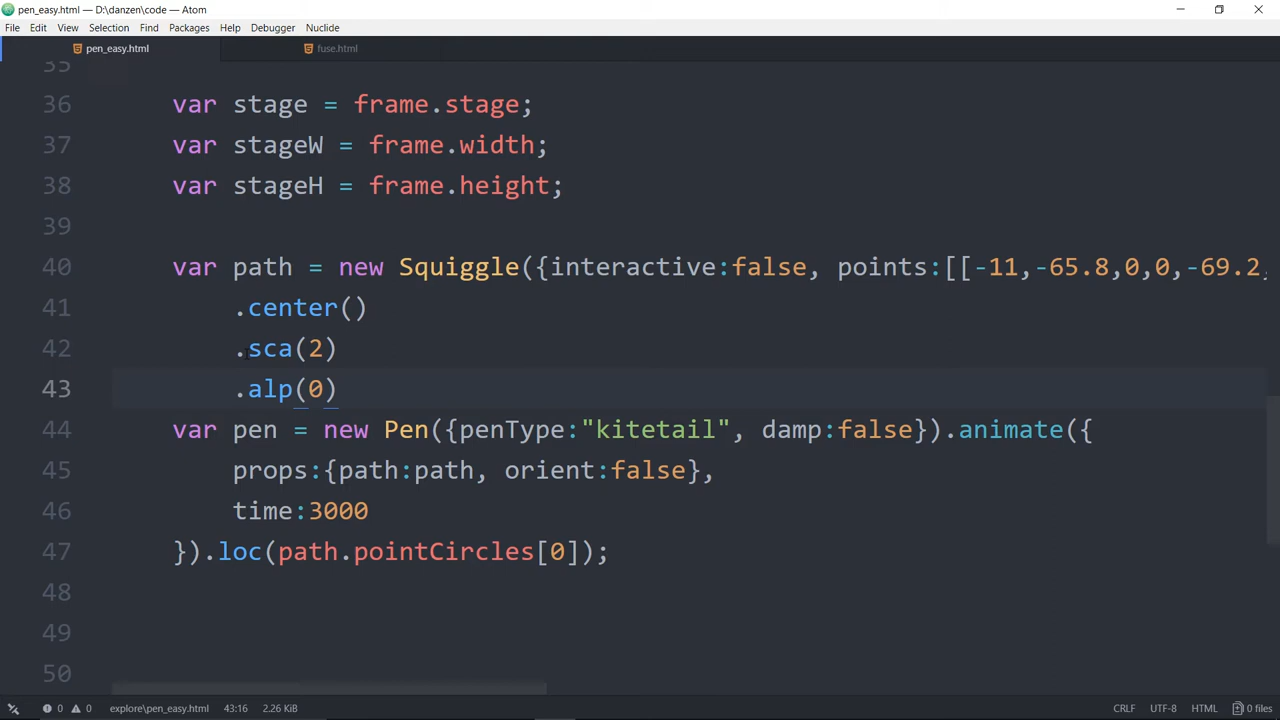 pen_easy.html — D:\danzen\code — Atom
File Edit View Selection Find Packages Help Debugger Nuclide
pen_easy.html fuse.html
35
36 var stage = frame.stage;
37 var stageW = frame.width;
38 var stageH = frame.height;
39
40 var path = new Squiggle({interactive:false, points:[[-11,-65.8,0,0,-69.2,
41 .center()
42 .sca(2)
43 .alp(0)
44 var pen = new Pen({penType:"kitetail", damp:false}).animate({
45 props:{path:path, orient:false},
46 time:3000
47 }).loc(path.pointCircles[0]);
48
49
50
0 0 explore\pen_easy.html 43:16 2.26 KiB CRLF UTF-8 HTML 0 files